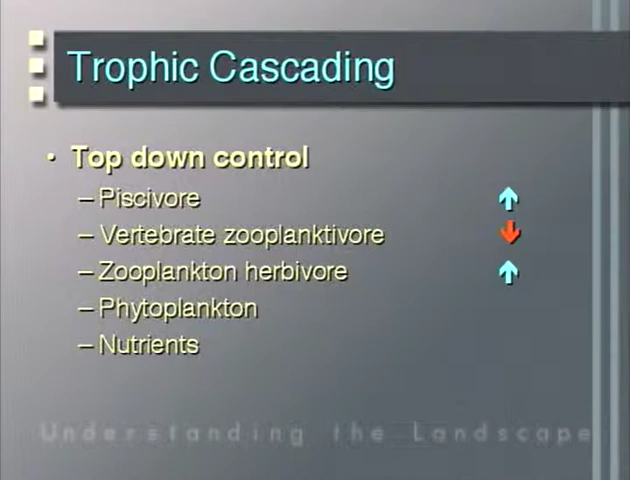 Trophic Cascading
• Top down control
– Piscivore
– Vertebrate zooplanktivore
– Zooplankton herbivore
– Phytoplankton
– Nutrients
Understanding the Landscape